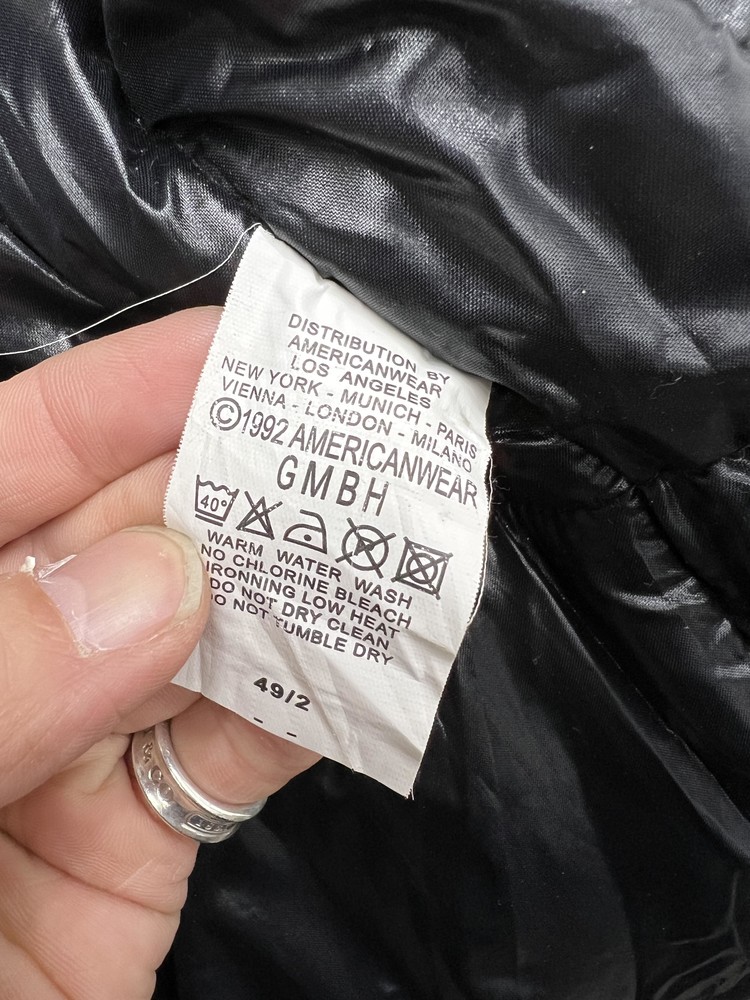 DISTRIBUTION BY
AMERICANWEAR
LOS ANGELES
NEW YORK - MUNICH - PARIS
VIENNA - LONDON - MILANO
©1992 AMERICANWEAR
GMBH
40°
WARM WATER WASH
NO CHLORINE BLEACH
IRONNING LOW HEAT
DO NOT DRY CLEAN
DO NOT TUMBLE DRY
49/2